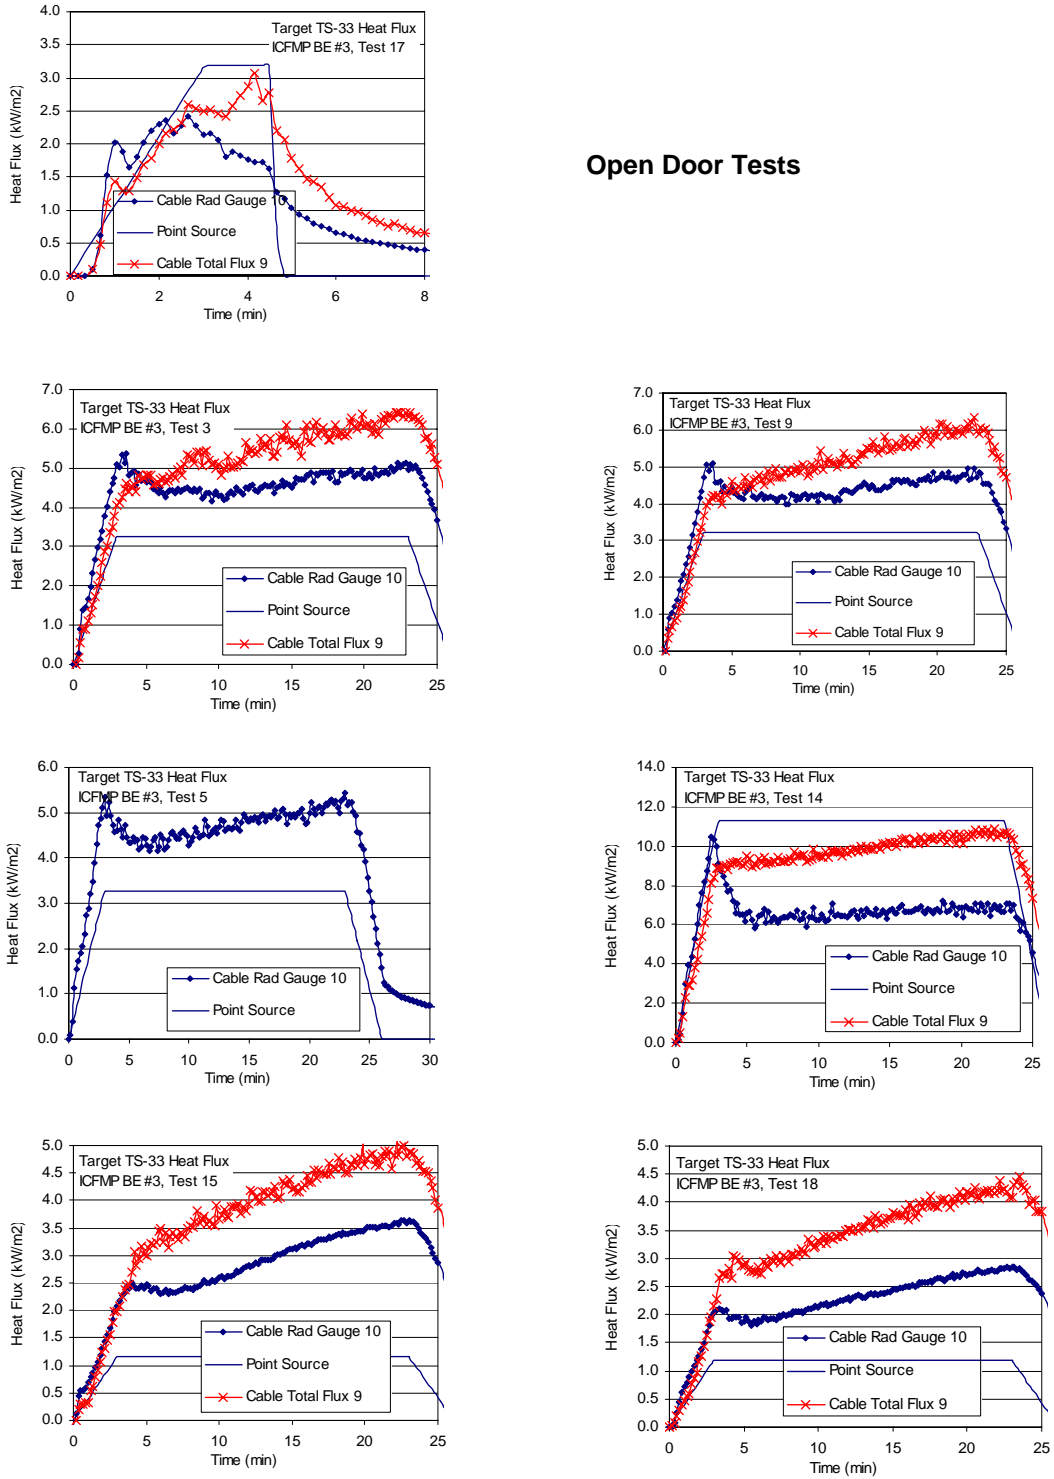 Target TS-33 Heat Flux
ICFMP BE #3, Test 17
Heat Flux (kW/m2)
4.0
3.5
3.0
2.5
2.0
1.5
1.0
0.5
0.0
Cable Rad Gauge 10
Point Source
Cable Total Flux 9
0 2 4 6 8
Time (min)
Open Door Tests
Target TS-33 Heat Flux
ICFMP BE #3, Test 3
Heat Flux (kW/m2)
7.0
6.0
5.0
4.0
3.0
2.0
1.0
0.0
Cable Rad Gauge 10
Point Source
Cable Total Flux 9
0 5 10 15 20 25
Time (min)
Target TS-33 Heat Flux
ICFMP BE #3, Test 9
Heat Flux (kW/m2)
7.0
6.0
5.0
4.0
3.0
2.0
1.0
0.0
Cable Rad Gauge 10
Point Source
Cable Total Flux 9
0 5 10 15 20 25
Time (min)
Target TS-33 Heat Flux
ICFMP BE #3, Test 5
Heat Flux (kW/m2)
6.0
5.0
4.0
3.0
2.0
1.0
0.0
Cable Rad Gauge 10
Point Source
0 5 10 15 20 25 30
Time (min)
Target TS-33 Heat Flux
ICFMP BE #3, Test 14
Heat Flux (kW/m2)
14.0
12.0
10.0
8.0
6.0
4.0
2.0
0.0
Cable Rad Gauge 10
Point Source
Cable Total Flux 9
0 5 10 15 20 25
Time (min)
Target TS-33 Heat Flux
ICFMP BE #3, Test 15
Heat Flux (kW/m2)
5.0
4.5
4.0
3.5
3.0
2.5
2.0
1.5
1.0
0.5
0.0
Cable Rad Gauge 10
Point Source
Cable Total Flux 9
0 5 10 15 20 25
Time (min)
Target TS-33 Heat Flux
ICFMP BE #3, Test 18
Heat Flux (kW/m2)
5.0
4.5
4.0
3.5
3.0
2.5
2.0
1.5
1.0
0.5
0.0
Cable Rad Gauge 10
Point Source
Cable Total Flux 9
0 5 10 15 20 25
Time (min)